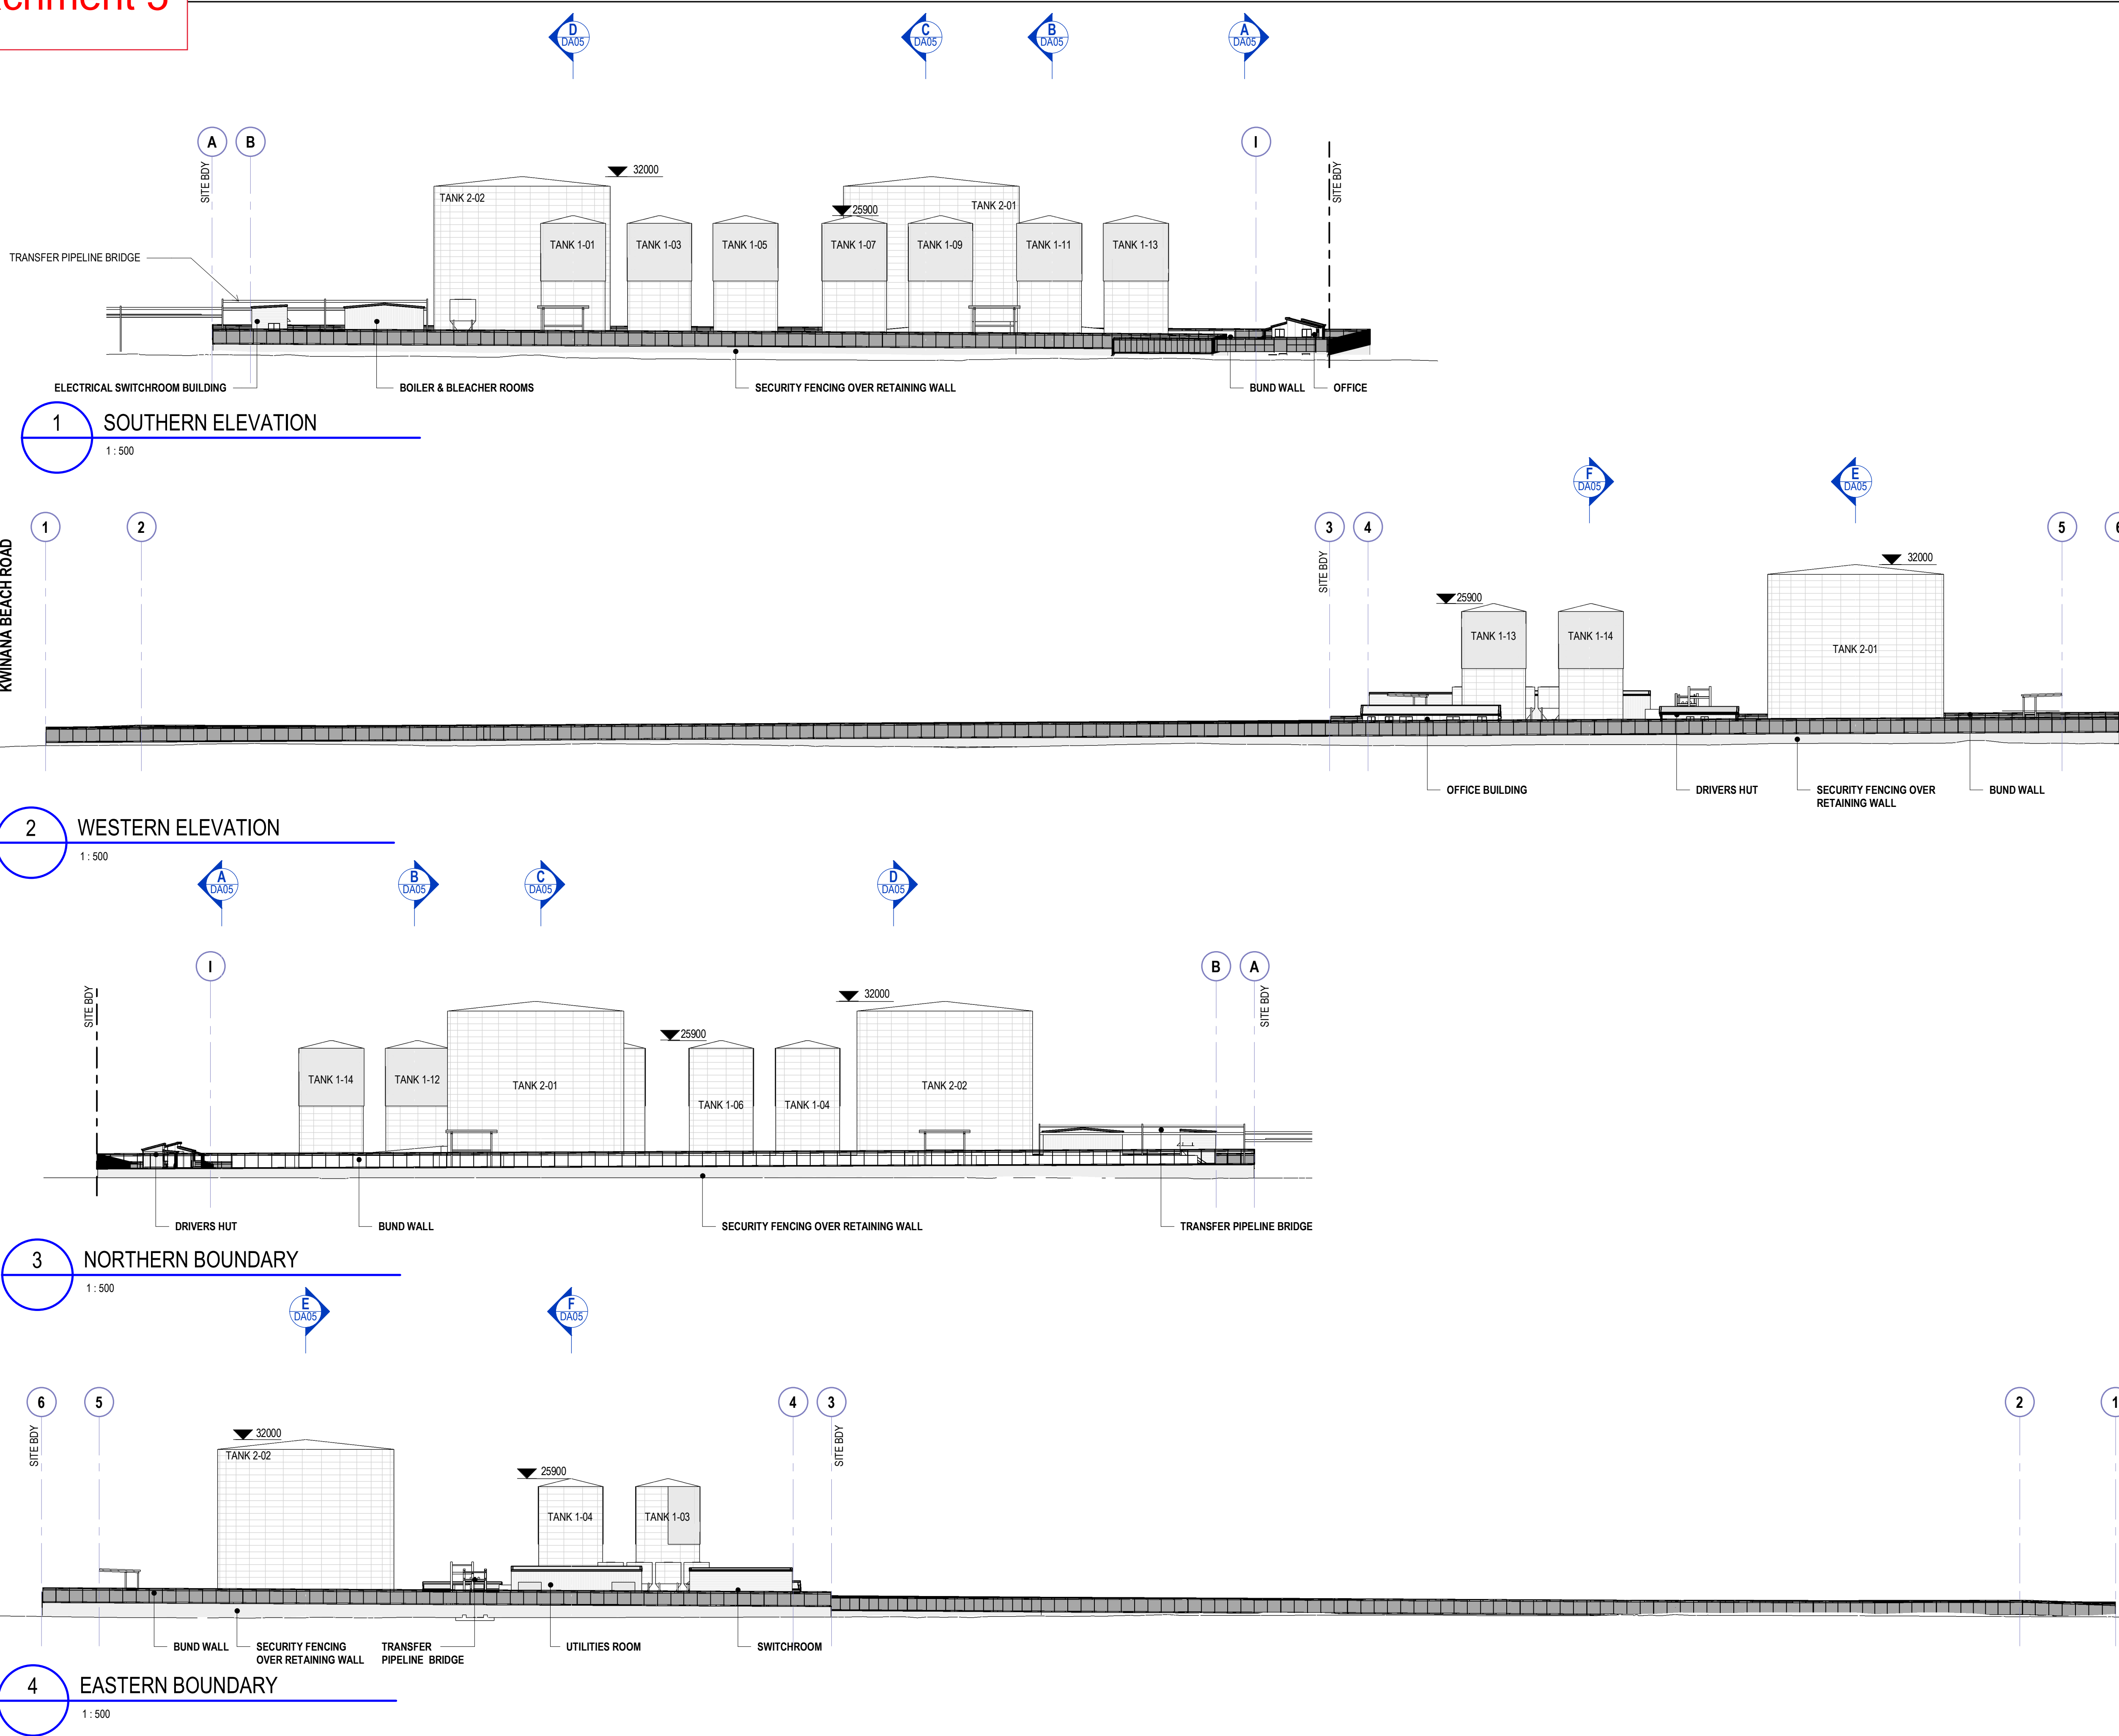 D
DA05
C
DA05
B
DA05
A
DA05
A
B
I
SITE BDY
SITE BDY
32000
TANK 2-02
25900
TANK 2-01
TANK 1-01
TANK 1-03
TANK 1-05
TANK 1-07
TANK 1-09
TANK 1-11
TANK 1-13
TRANSFER PIPELINE BRIDGE
ELECTRICAL SWITCHROOM BUILDING
BOILER & BLEACHER ROOMS
SECURITY FENCING OVER RETAINING WALL
BUND WALL
OFFICE
1
SOUTHERN ELEVATION
1 : 500
F
DA05
E
DA05
1
2
3
4
5
6
KWINANA BEACH ROAD
SITE BDY
32000
25900
TANK 1-13
TANK 1-14
TANK 2-01
OFFICE BUILDING
DRIVERS HUT
SECURITY FENCING OVER
RETAINING WALL
BUND WALL
2
WESTERN ELEVATION
1 : 500
A
DA05
B
DA05
C
DA05
D
DA05
I
B
A
SITE BDY
SITE BDY
32000
25900
TANK 1-14
TANK 1-12
TANK 2-01
TANK 1-06
TANK 1-04
TANK 2-02
DRIVERS HUT
BUND WALL
SECURITY FENCING OVER RETAINING WALL
TRANSFER PIPELINE BRIDGE
3
NORTHERN BOUNDARY
1 : 500
E
DA05
F
DA05
6
5
4
3
2
1
SITE BDY
SITE BDY
32000
TANK 2-02
25900
TANK 1-04
TANK 1-03
BUND WALL
SECURITY FENCING
OVER RETAINING WALL
TRANSFER
PIPELINE BRIDGE
UTILITIES ROOM
SWITCHROOM
4
EASTERN BOUNDARY
1 : 500